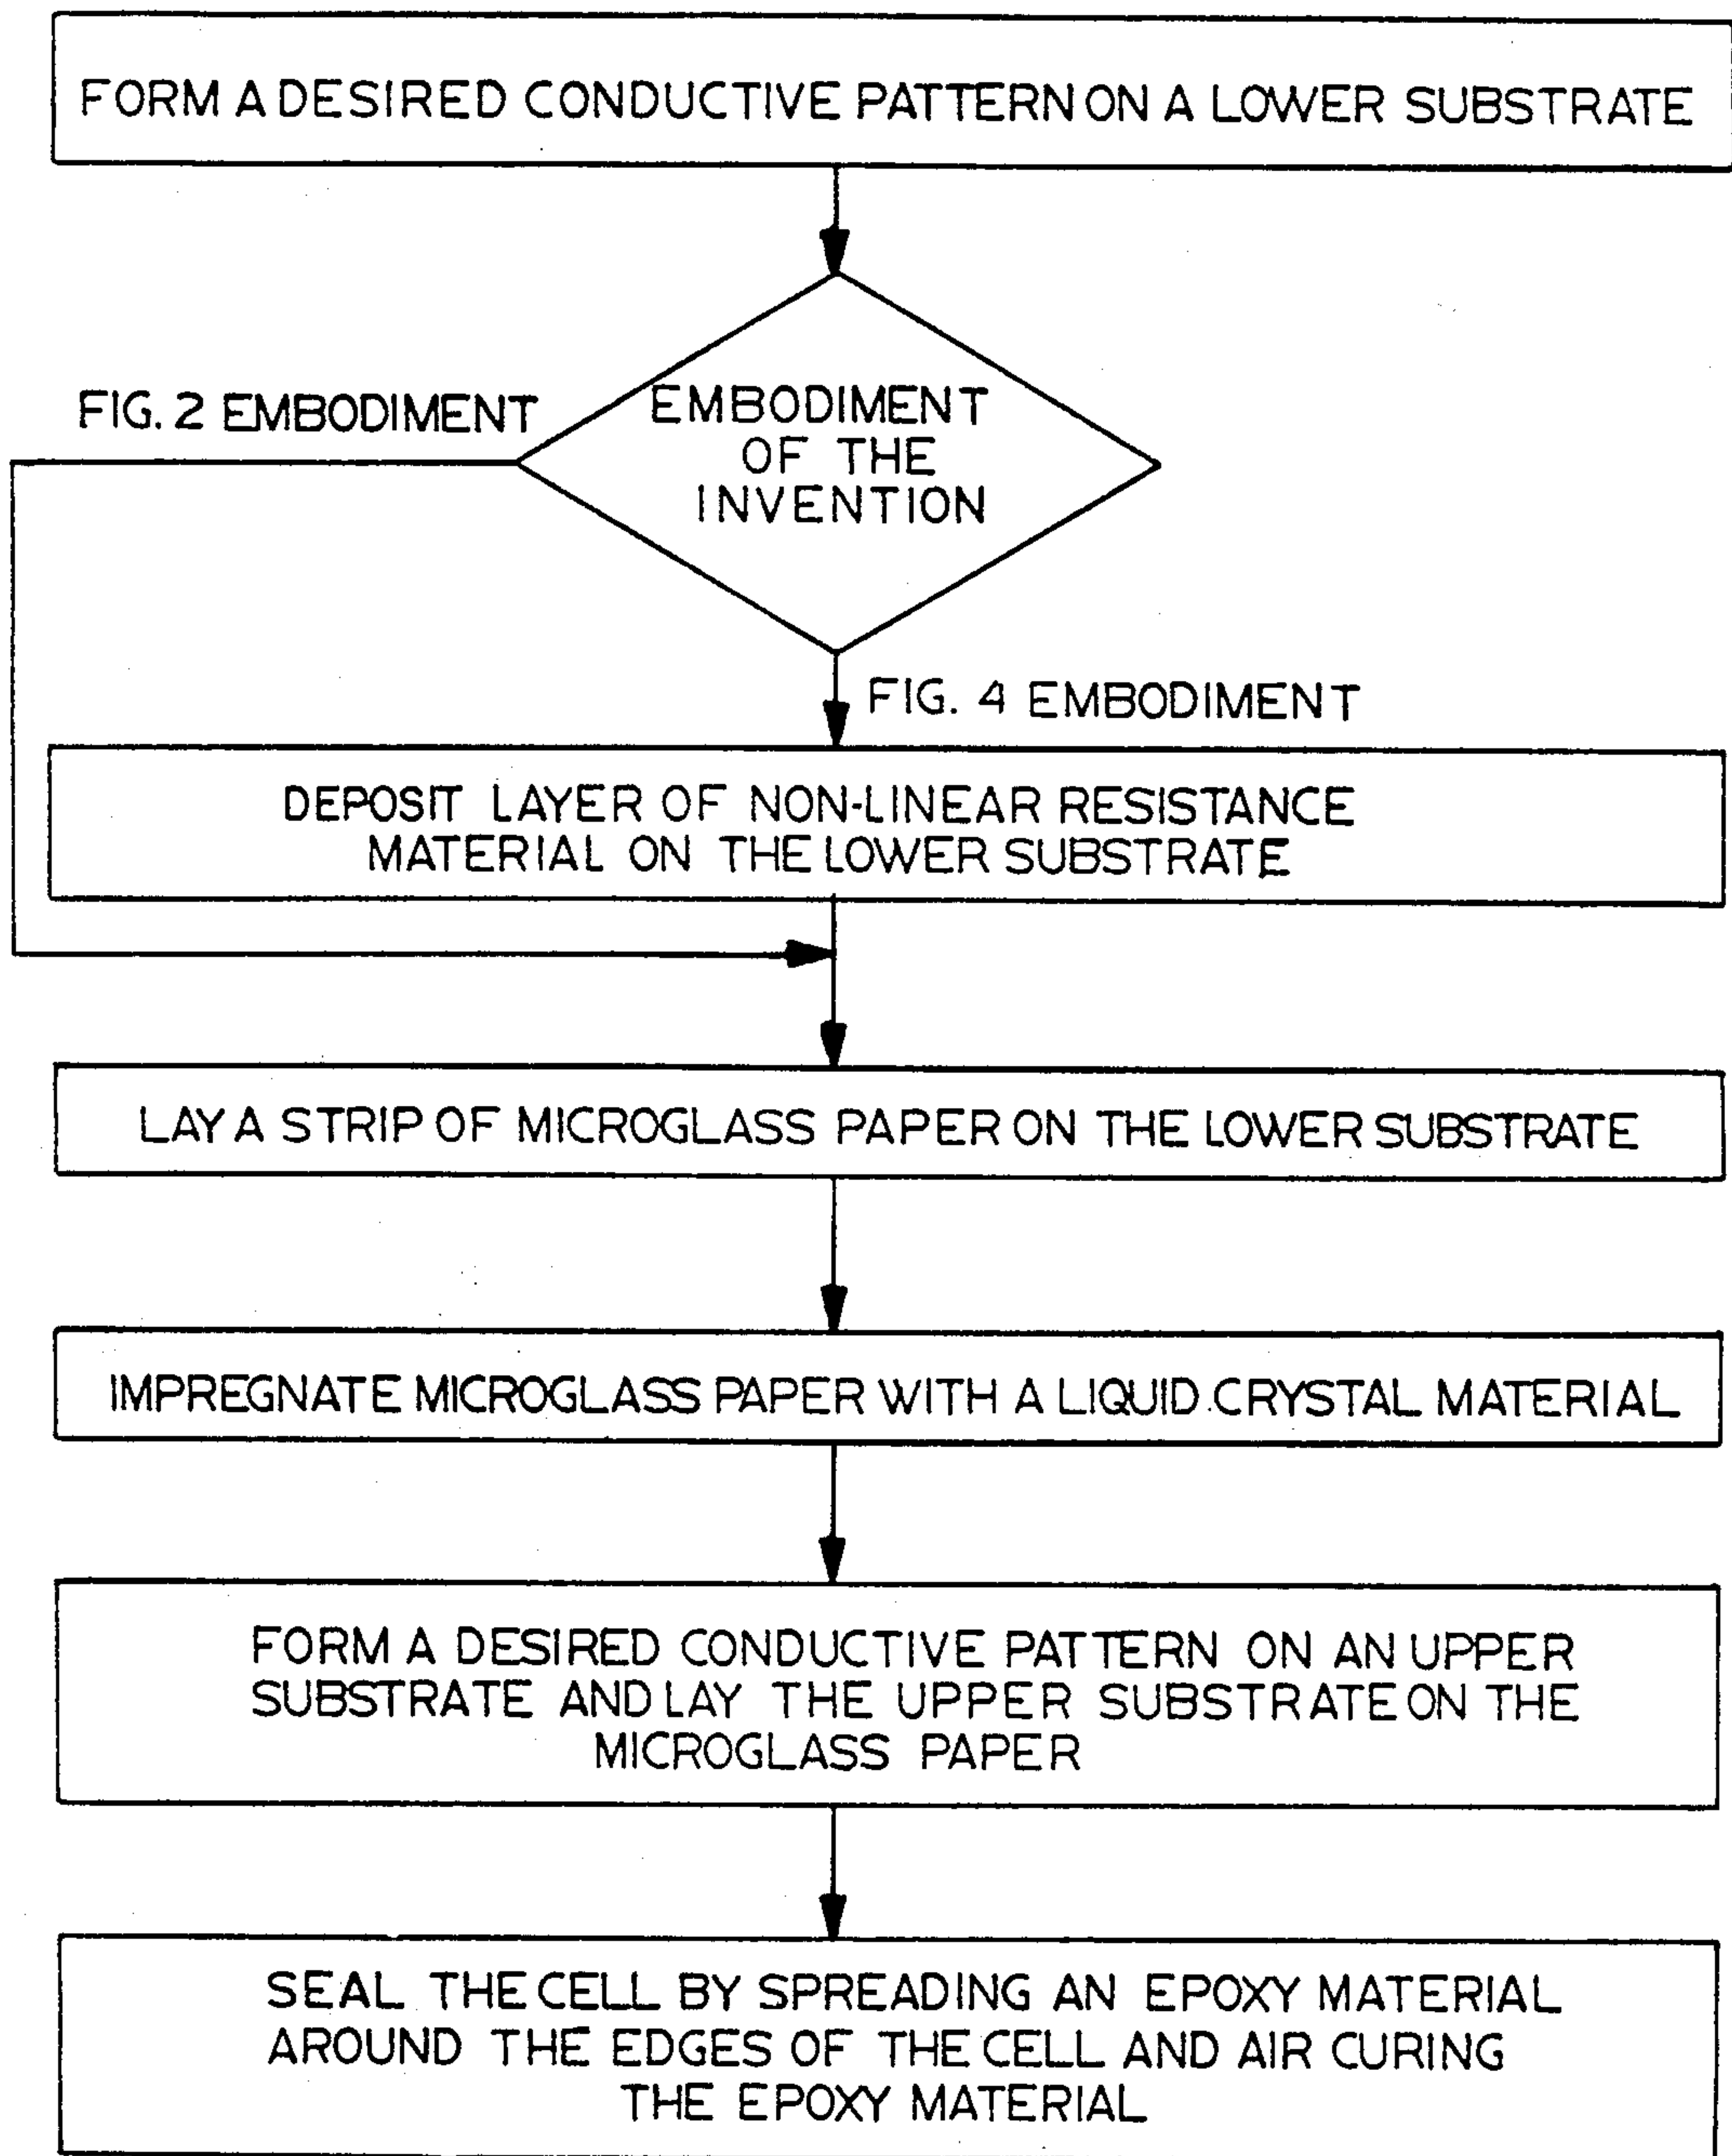 FORM A DESIRED CONDUCTIVE PATTERN ON A LOWER SUBSTRATE
FIG. 2 EMBODIMENT
EMBODIMENT
OF THE
INVENTION
FIG. 4 EMBODIMENT
DEPOSIT LAYER OF NON-LINEAR RESISTANCE
MATERIAL ON THE LOWER SUBSTRATE
LAY A STRIP OF MICROGLASS PAPER ON THE LOWER SUBSTRATE
IMPREGNATE MICROGLASS PAPER WITH A LIQUID CRYSTAL MATERIAL
FORM A DESIRED CONDUCTIVE PATTERN ON AN UPPER
SUBSTRATE AND LAY THE UPPER SUBSTRATE ON THE
MICROGLASS PAPER
SEAL THE CELL BY SPREADING AN EPOXY MATERIAL
AROUND THE EDGES OF THE CELL AND AIR CURING
THE EPOXY MATERIAL